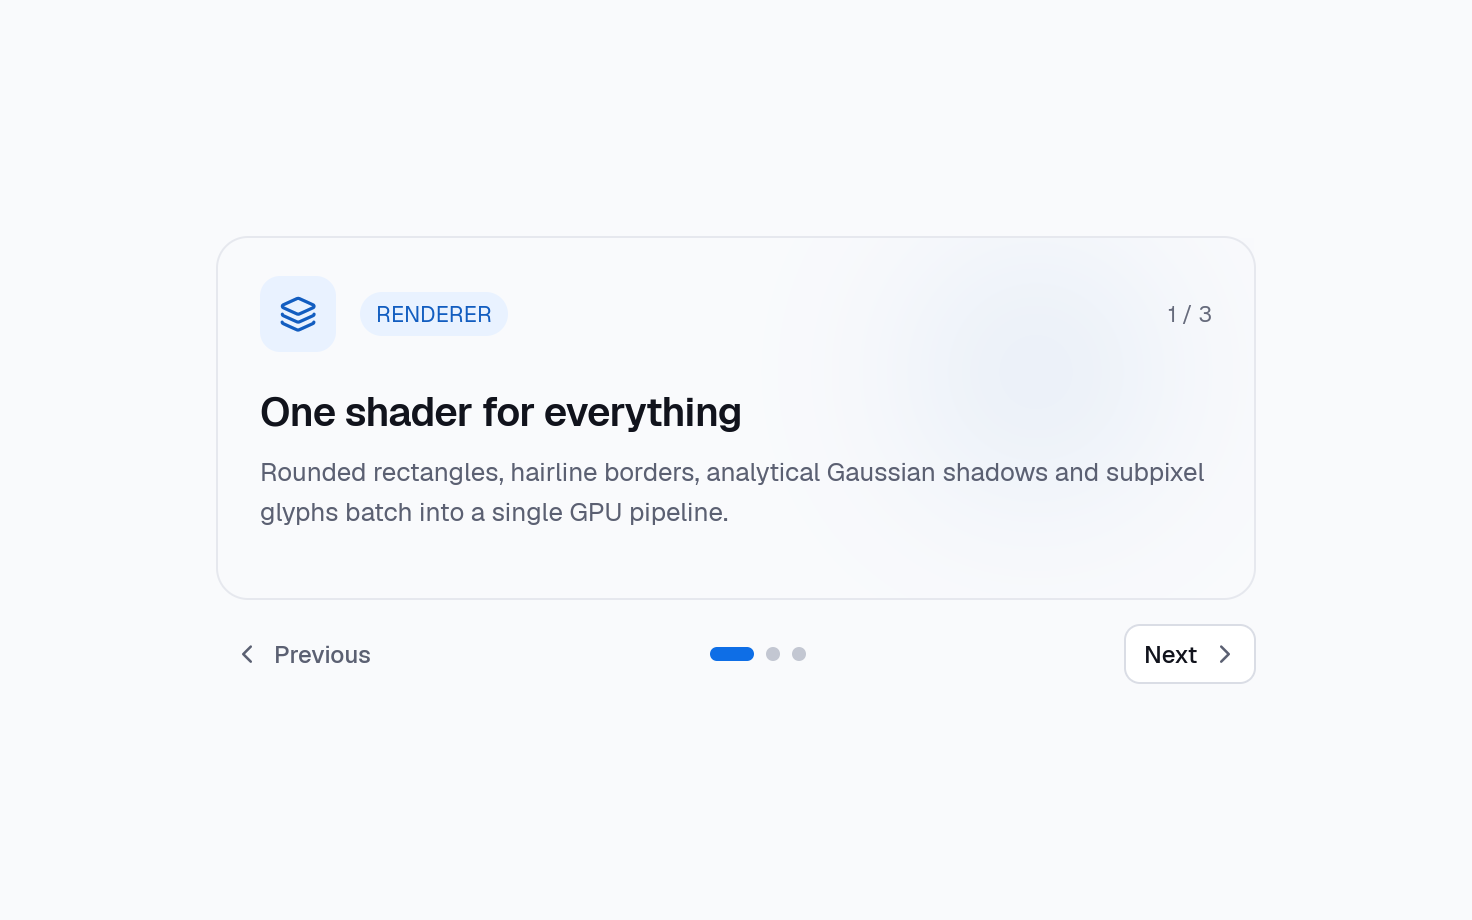 RENDERER
1 / 3
One shader for everything
Rounded rectangles, hairline borders, analytical Gaussian shadows and subpixel
glyphs batch into a single GPU pipeline.
Previous
Next